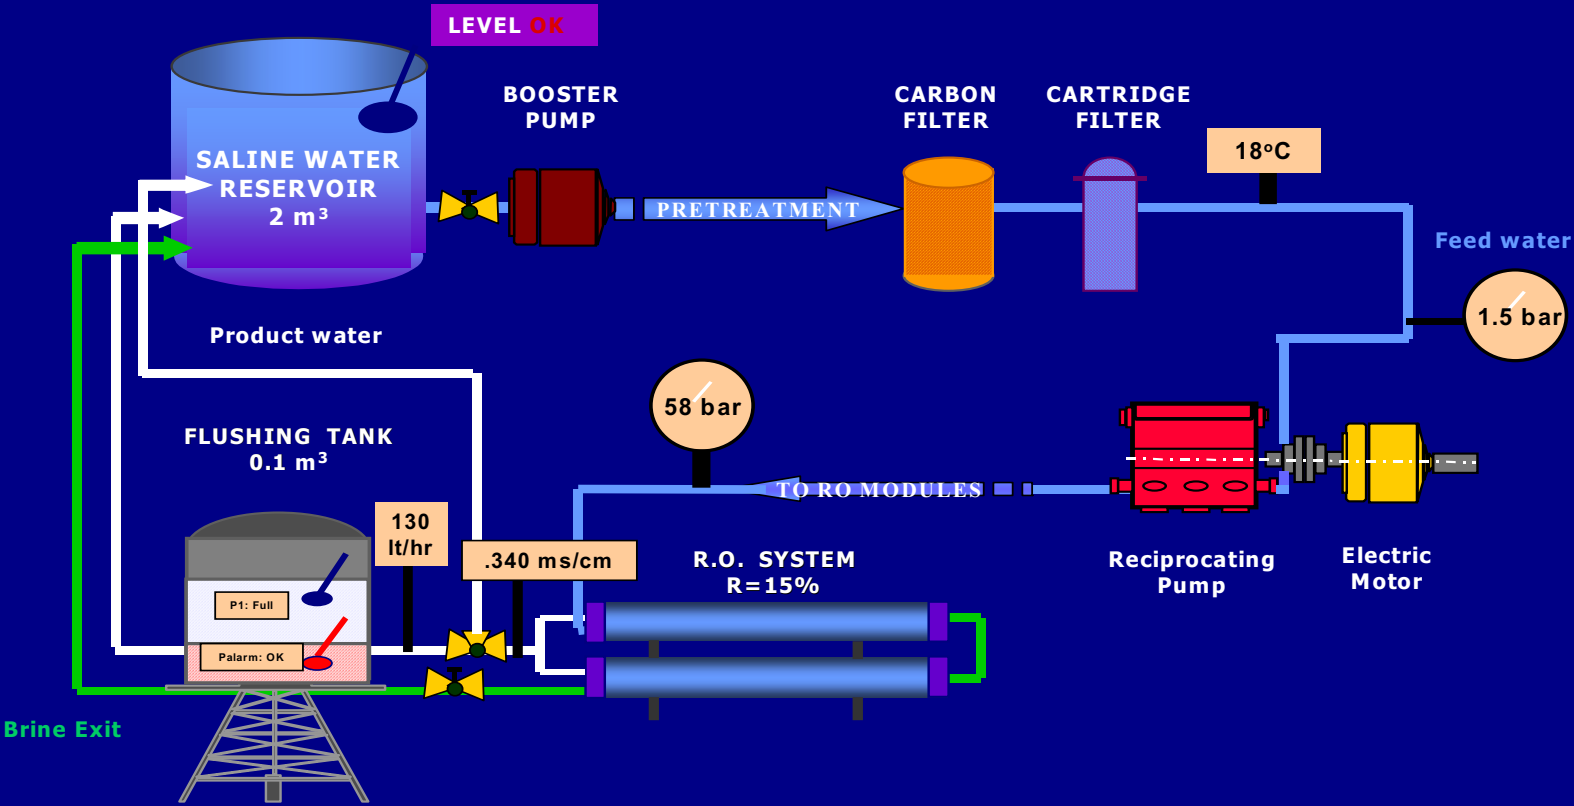 LEVEL OK
BOOSTER
PUMP
CARBON
FILTER
CARTRIDGE
FILTER
18°C
SALINE WATER
RESERVOIR
2 m³
PRETREATMENT
Feed water
1.5 bar
Product water
58 bar
FLUSHING TANK
0.1 m³
TO RO MODULES
130
lt/hr
.340 ms/cm
R.O. SYSTEM
R=15%
Reciprocating
Pump
Electric
Motor
P1: Full
Palarm: OK
Brine Exit